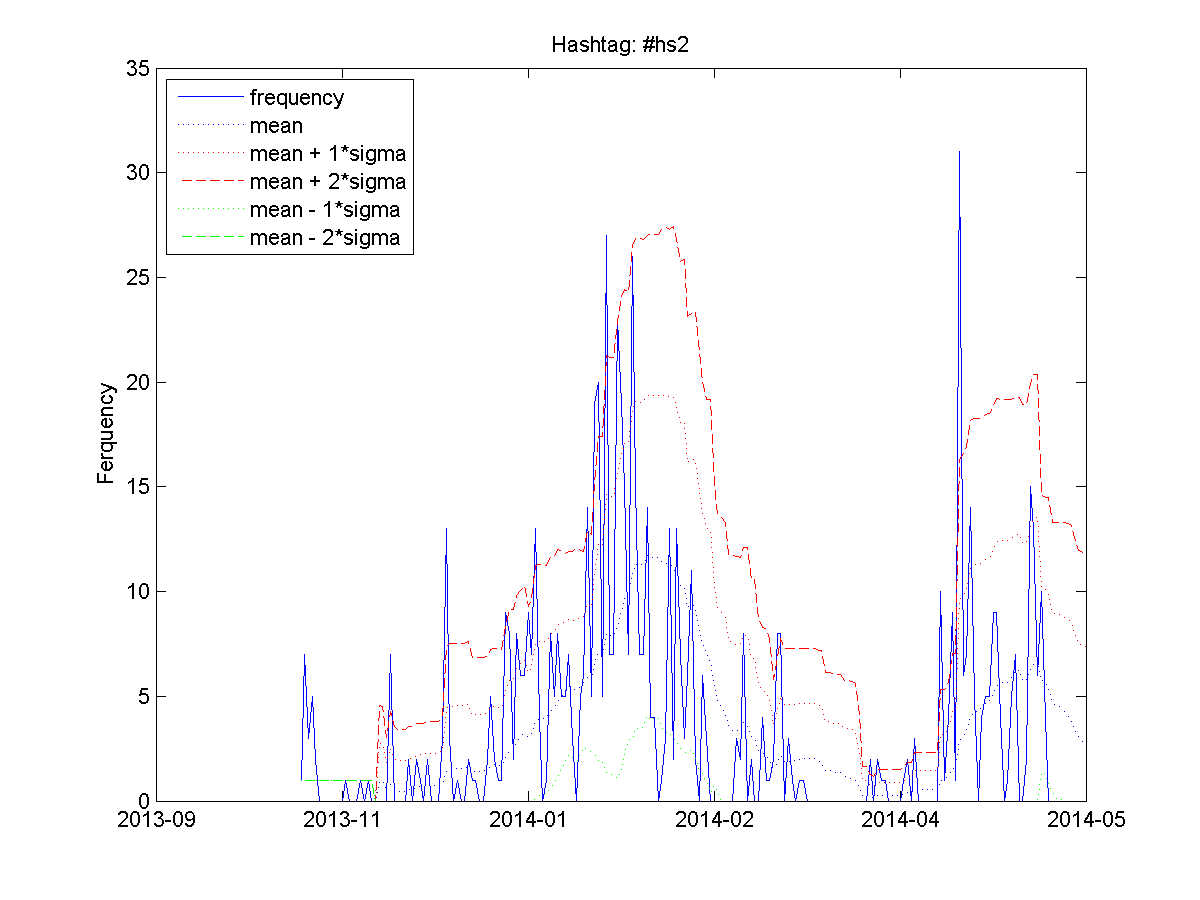 Hashtag: #hs2
35
30
25
20
15
10
5
0
Ferquency
frequency
mean
mean + 1*sigma
mean + 2*sigma
mean - 1*sigma
mean - 2*sigma
2013-09 2013-11 2014-01 2014-02 2014-04 2014-05